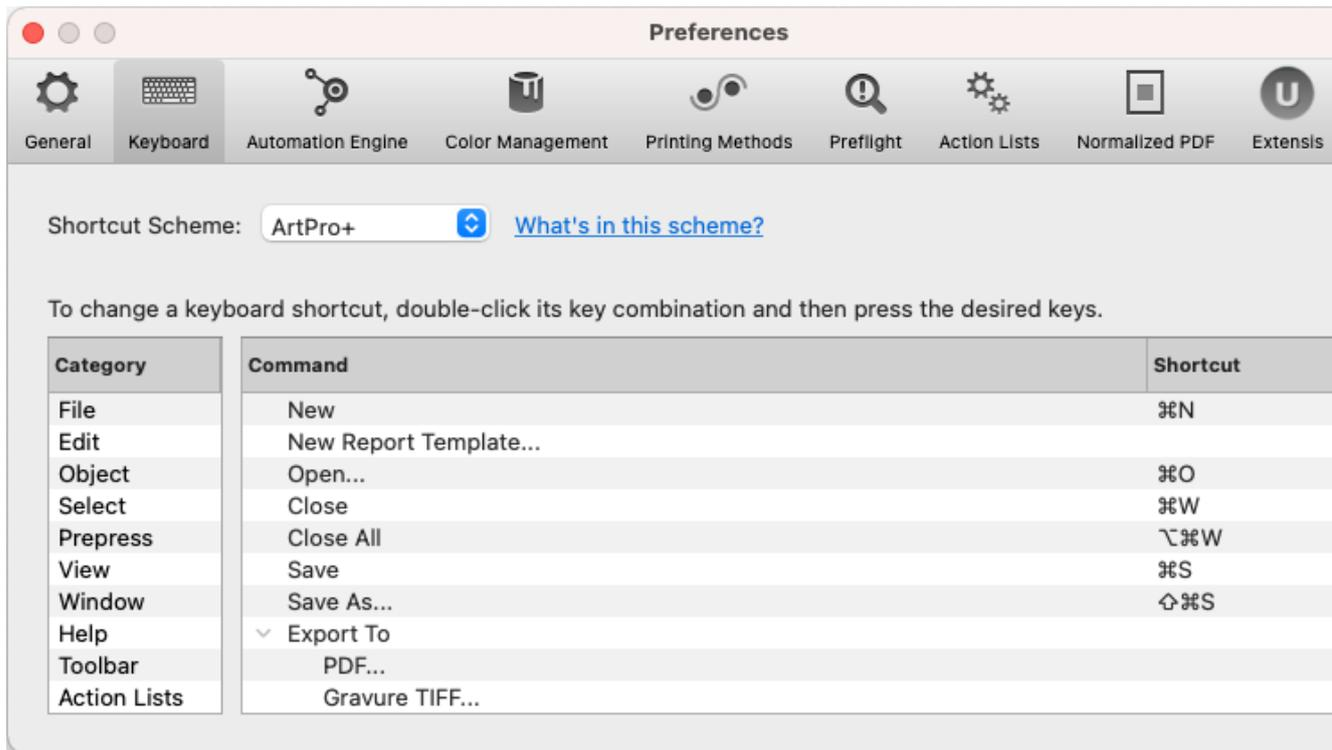 Preferences
General Keyboard Automation Engine Color Management Printing Methods Preflight Action Lists Normalized PDF Extensis
Shortcut Scheme: ArtPro+ What's in this scheme?
To change a keyboard shortcut, double-click its key combination and then press the desired keys.
Category Command Shortcut
File New ⌘N
Edit New Report Template...
Object Open... ⌘O
Select Close ⌘W
Prepress Close All ⌥⌘W
View Save ⌘S
Window Save As... ⇧⌘S
Help Export To
Toolbar PDF...
Action Lists Gravure TIFF...